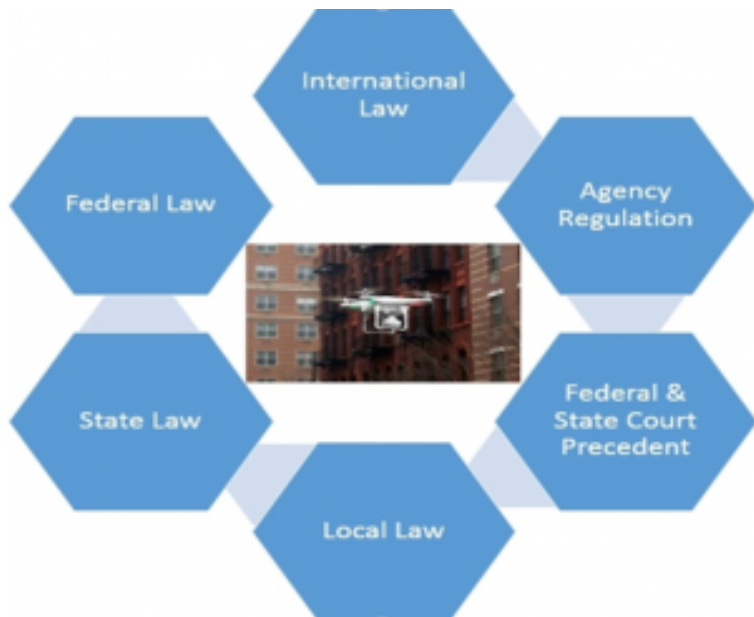 International
Law
Agency
Regulation
Federal &
State Court
Precedent
Local Law
State Law
Federal Law